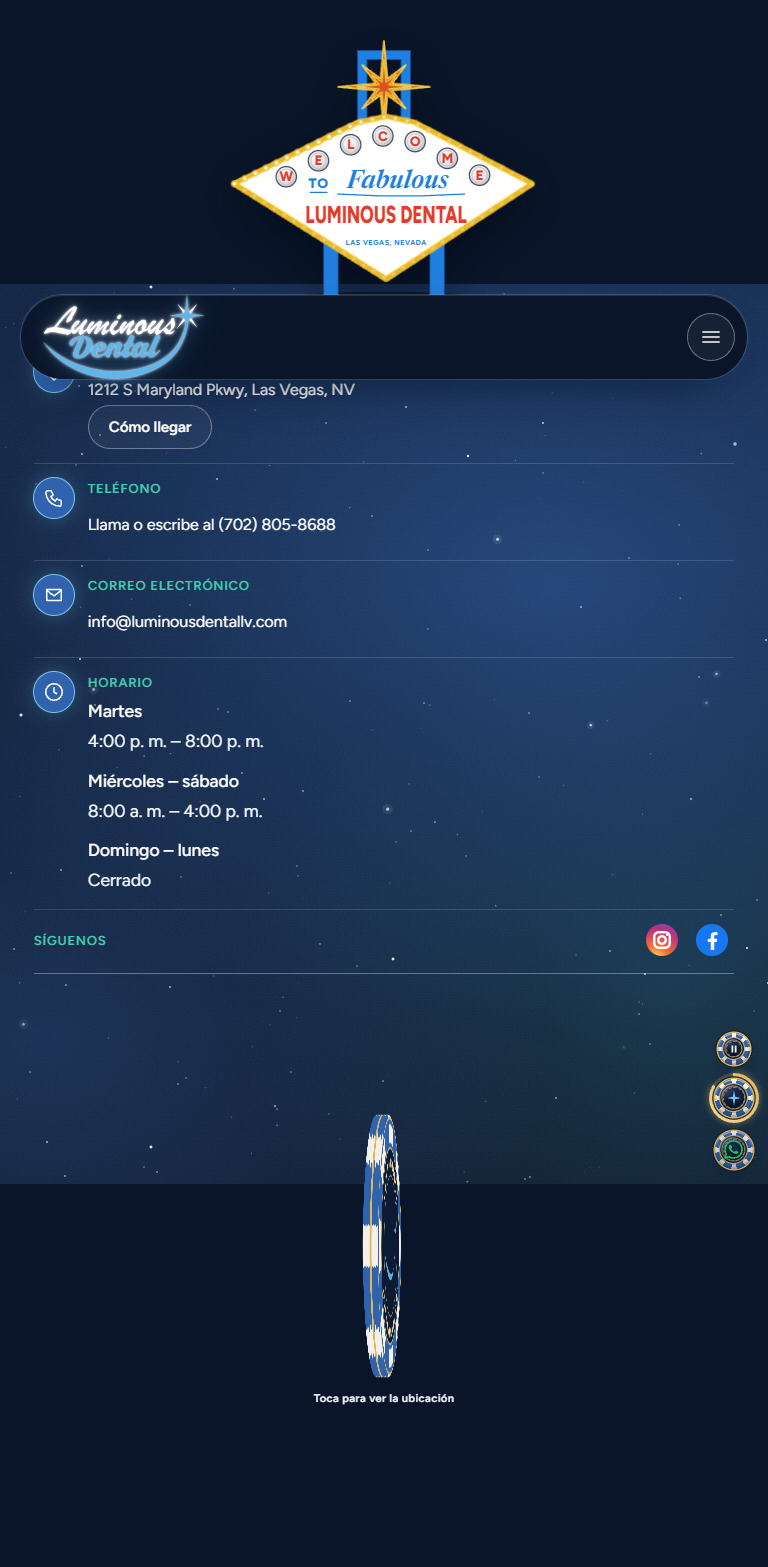 WELCOME
TO Fabulous
LUMINOUS DENTAL
LAS VEGAS, NEVADA
Luminous
Dental
1212 S Maryland Pkwy, Las Vegas, NV
Cómo llegar
TELÉFONO
Llama o escribe al (702) 805-8688
CORREO ELECTRÓNICO
info@luminousdentallv.com
HORARIO
Martes
4:00 p. m. – 8:00 p. m.
Miércoles – sábado
8:00 a. m. – 4:00 p. m.
Domingo – lunes
Cerrado
SÍGUENOS
Toca para ver la ubicación